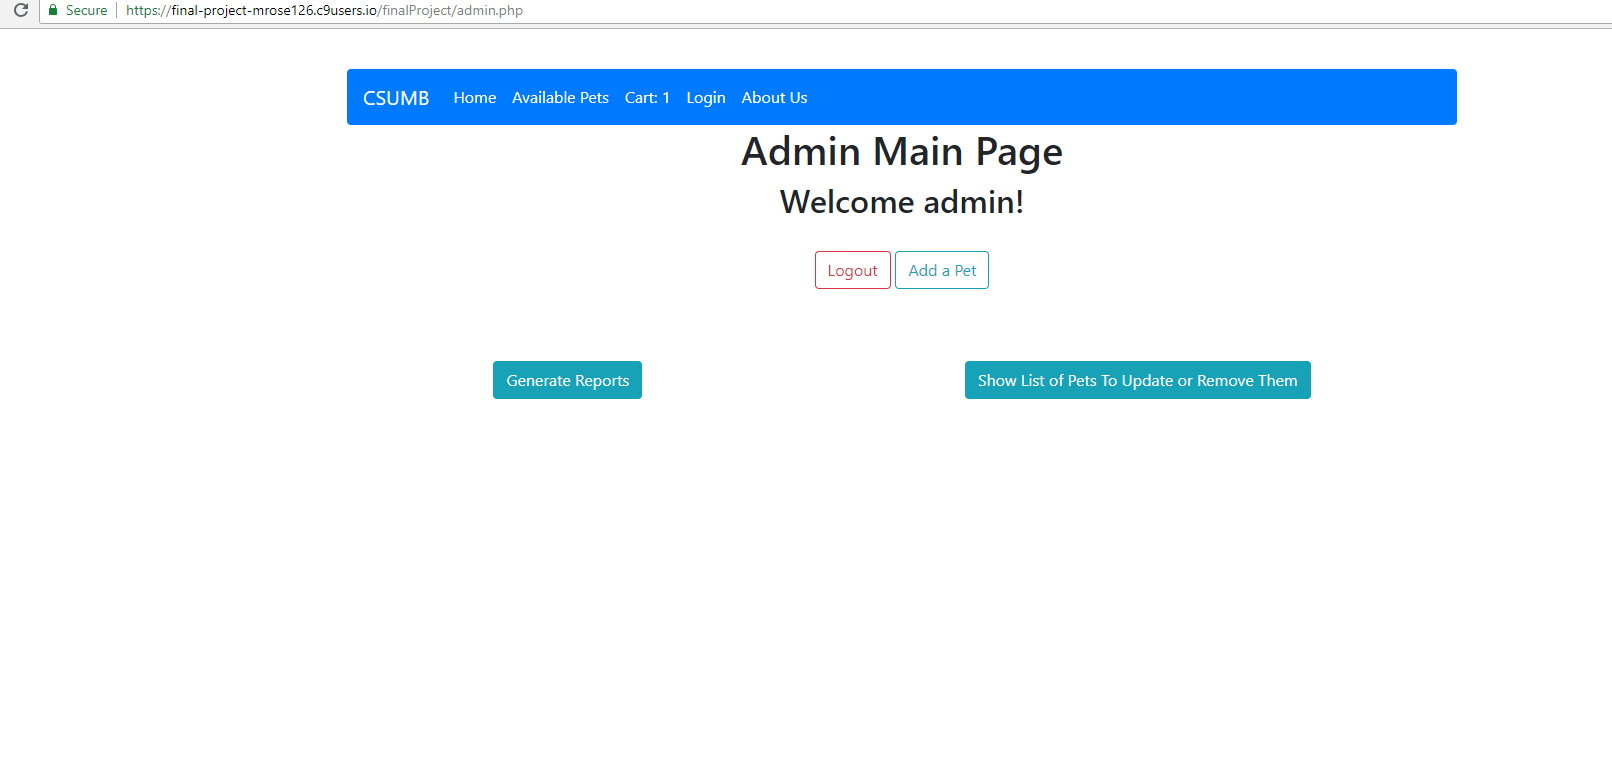 Secure https://final-project-mrose126.c9users.io/finalProject/admin.php
CSUMB Home Available Pets Cart: 1 Login About Us
Admin Main Page
Welcome admin!
Logout Add a Pet
Generate Reports Show List of Pets To Update or Remove Them